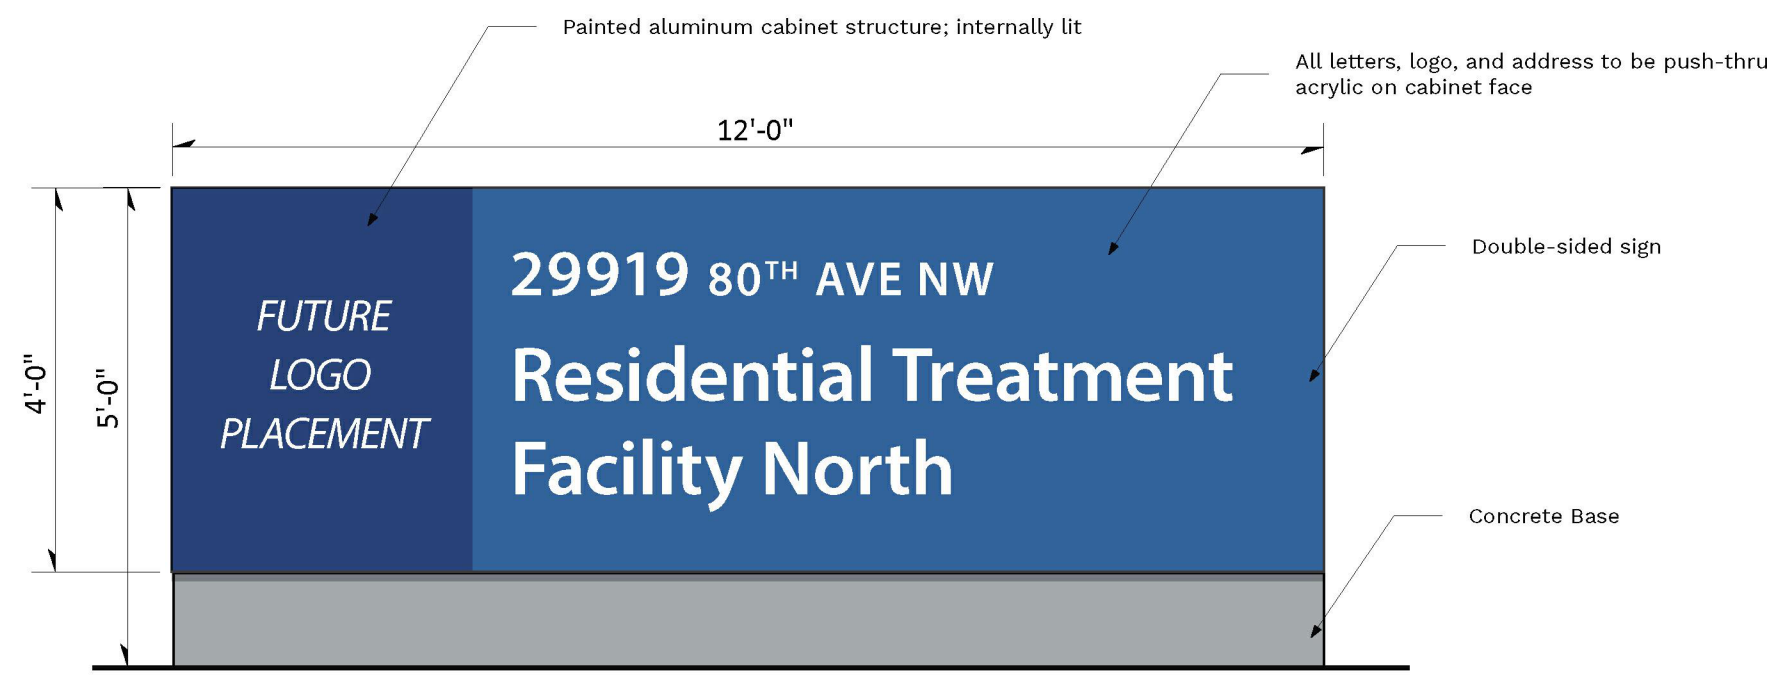 Painted aluminum cabinet structure; internally lit
All letters, logo, and address to be push-thru
acrylic on cabinet face
12'-0"
29919 80TH AVE NW
Double-sided sign
FUTURE
LOGO
PLACEMENT
Residential Treatment
Facility North
4'-0"
5'-0"
Concrete Base